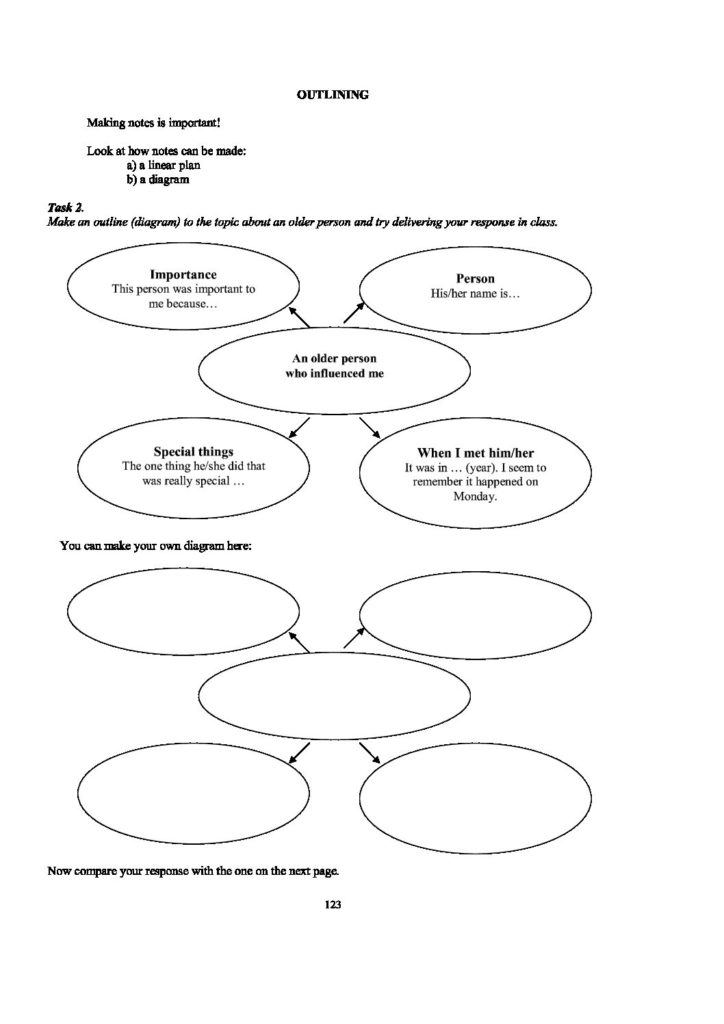 OUTLINING
Making notes is important!
Look at how notes can be made:
a) a linear plan
b) a diagram
Task 2.
Make an outline (diagram) to the topic about an older person and try delivering your response in class.
Importance
This person was important to
me because…
Person
His/her name is…
An older person
who influenced me
Special things
The one thing he/she did that
was really special …
When I met him/her
It was in … (year). I seem to
remember it happened on
Monday.
You can make your own diagram here:
Now compare your response with the one on the next page.
123